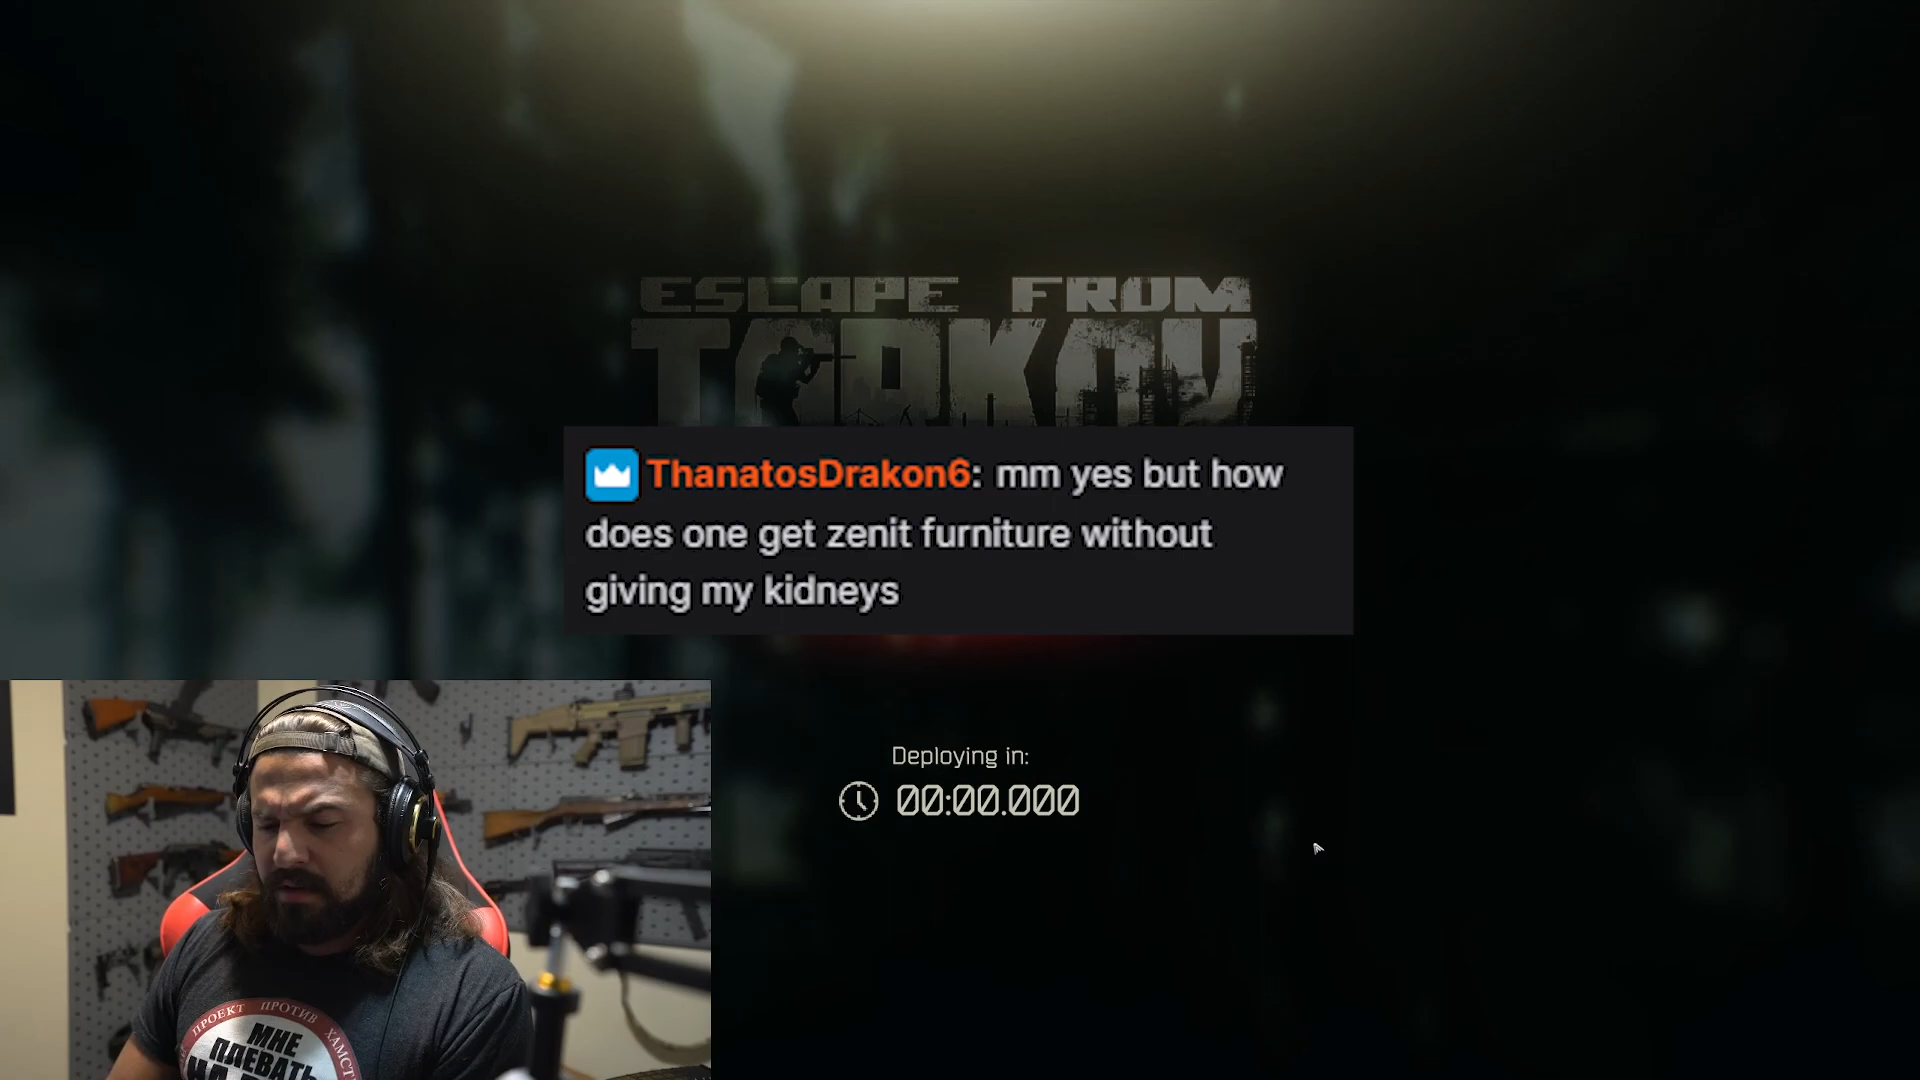 ESCAPE FROM
TARKOV
ThanatosDrakon6: mm yes but how
does one get zenit furniture without
giving my kidneys
Deploying in:
00:00.000
ПРОЕКТ ПРОТИВ ХАМСТ
МНЕ
ПЛЕВАТЬ